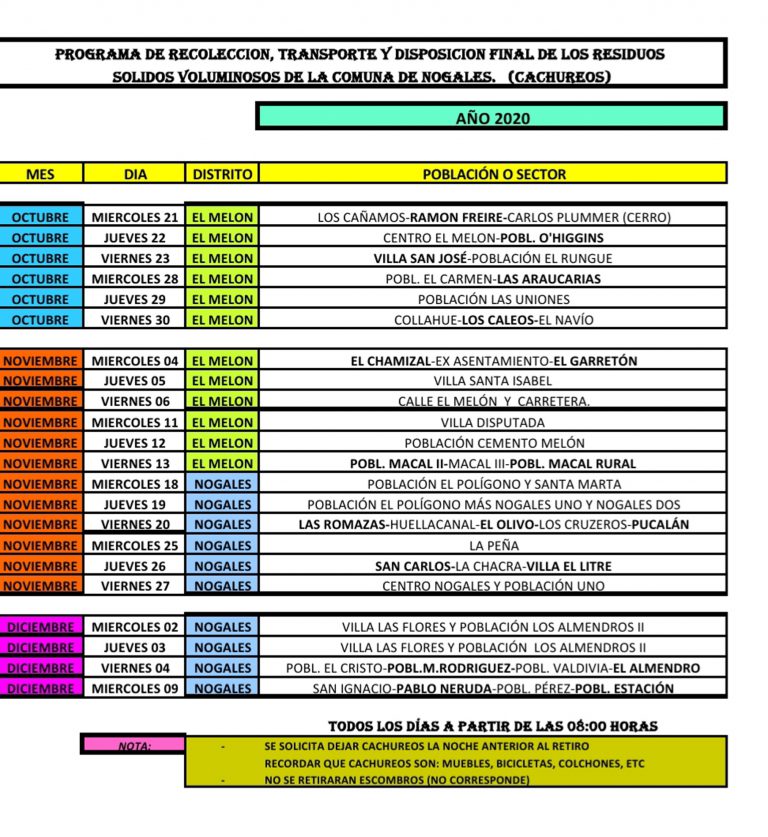 PROGRAMA DE RECOLECCION, TRANSPORTE Y DISPOSICION FINAL DE LOS RESIDUOS
SOLIDOS VOLUMINOSOS DE LA COMUNA DE NOGALES. (CACHUREOS)
AÑO 2020
MES DIA DISTRITO POBLACIÓN O SECTOR
OCTUBRE MIERCOLES 21 EL MELON LOS CAÑAMOS-RAMON FREIRE-CARLOS PLUMMER (CERRO)
OCTUBRE JUEVES 22 EL MELON CENTRO EL MELON-POBL. O'HIGGINS
OCTUBRE VIERNES 23 EL MELON VILLA SAN JOSÉ-POBLACIÓN EL RUNGUE
OCTUBRE MIERCOLES 28 EL MELON POBL. EL CARMEN-LAS ARAUCARIAS
OCTUBRE JUEVES 29 EL MELON POBLACIÓN LAS UNIONES
OCTUBRE VIERNES 30 EL MELON COLLAHUE-LOS CALEOS-EL NAVÍO
NOVIEMBRE MIERCOLES 04 EL MELON EL CHAMIZAL-EX ASENTAMIENTO-EL GARRETÓN
NOVIEMBRE JUEVES 05 EL MELON VILLA SANTA ISABEL
NOVIEMBRE VIERNES 06 EL MELON CALLE EL MELÓN Y CARRETERA.
NOVIEMBRE MIERCOLES 11 EL MELON VILLA DISPUTADA
NOVIEMBRE JUEVES 12 EL MELON POBLACIÓN CEMENTO MELÓN
NOVIEMBRE VIERNES 13 EL MELON POBL. MACAL II-MACAL III-POBL. MACAL RURAL
NOVIEMBRE MIERCOLES 18 NOGALES POBLACIÓN EL POLÍGONO Y SANTA MARTA
NOVIEMBRE JUEVES 19 NOGALES POBLACIÓN EL POLÍGONO MÁS NOGALES UNO Y NOGALES DOS
NOVIEMBRE VIERNES 20 NOGALES LAS ROMAZAS-HUELLACANAL-EL OLIVO-LOS CRUZEROS-PUCALÁN
NOVIEMBRE MIERCOLES 25 NOGALES LA PEÑA
NOVIEMBRE JUEVES 26 NOGALES SAN CARLOS-LA CHACRA-VILLA EL LITRE
NOVIEMBRE VIERNES 27 NOGALES CENTRO NOGALES Y POBLACIÓN UNO
DICIEMBRE MIERCOLES 02 NOGALES VILLA LAS FLORES Y POBLACIÓN LOS ALMENDROS II
DICIEMBRE JUEVES 03 NOGALES VILLA LAS FLORES Y POBLACIÓN LOS ALMENDROS II
DICIEMBRE VIERNES 04 NOGALES POBL. EL CRISTO-POBL.M.RODRIGUEZ-POBL. VALDIVIA-EL ALMENDRO
DICIEMBRE MIERCOLES 09 NOGALES SAN IGNACIO-PABLO NERUDA-POBL. PÉREZ-POBL. ESTACIÓN
TODOS LOS DÍAS A PARTIR DE LAS 08:00 HORAS
NOTA: - SE SOLICITA DEJAR CACHUREOS LA NOCHE ANTERIOR AL RETIRO
RECORDAR QUE CACHUREOS SON: MUEBLES, BICICLETAS, COLCHONES, ETC
- NO SE RETIRARAN ESCOMBROS (NO CORRESPONDE)